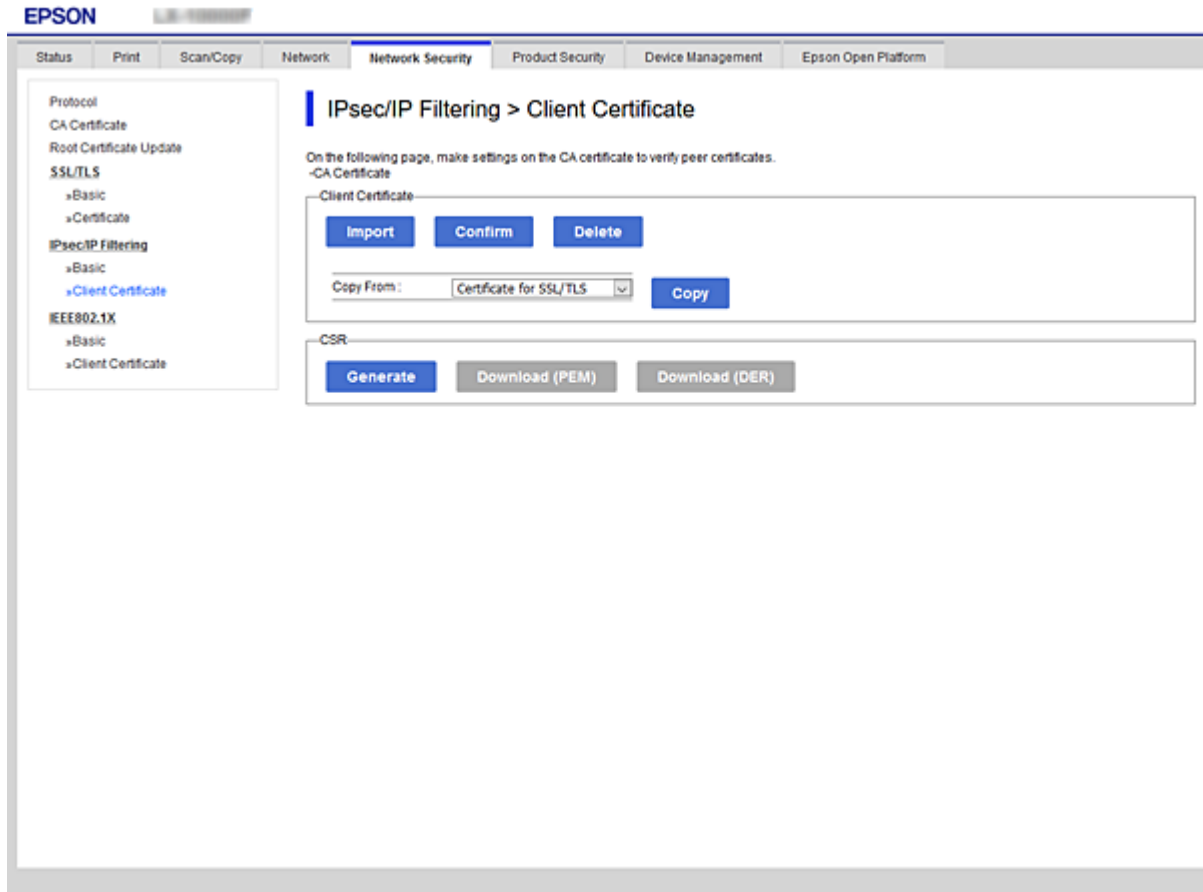 EPSON
Status Print Scan/Copy Network Network Security Product Security Device Management Epson Open Platform
Protocol
CA Certificate
Root Certificate Update
SSL/TLS
»Basic
»Certificate
IPsec/IP Filtering
»Basic
»Client Certificate
IEEE802.1X
»Basic
»Client Certificate
IPsec/IP Filtering > Client Certificate
On the following page, make settings on the CA certificate to verify peer certificates.
-CA Certificate
Client Certificate
Import Confirm Delete
Copy From : Certificate for SSL/TLS Copy
CSR
Generate Download (PEM) Download (DER)